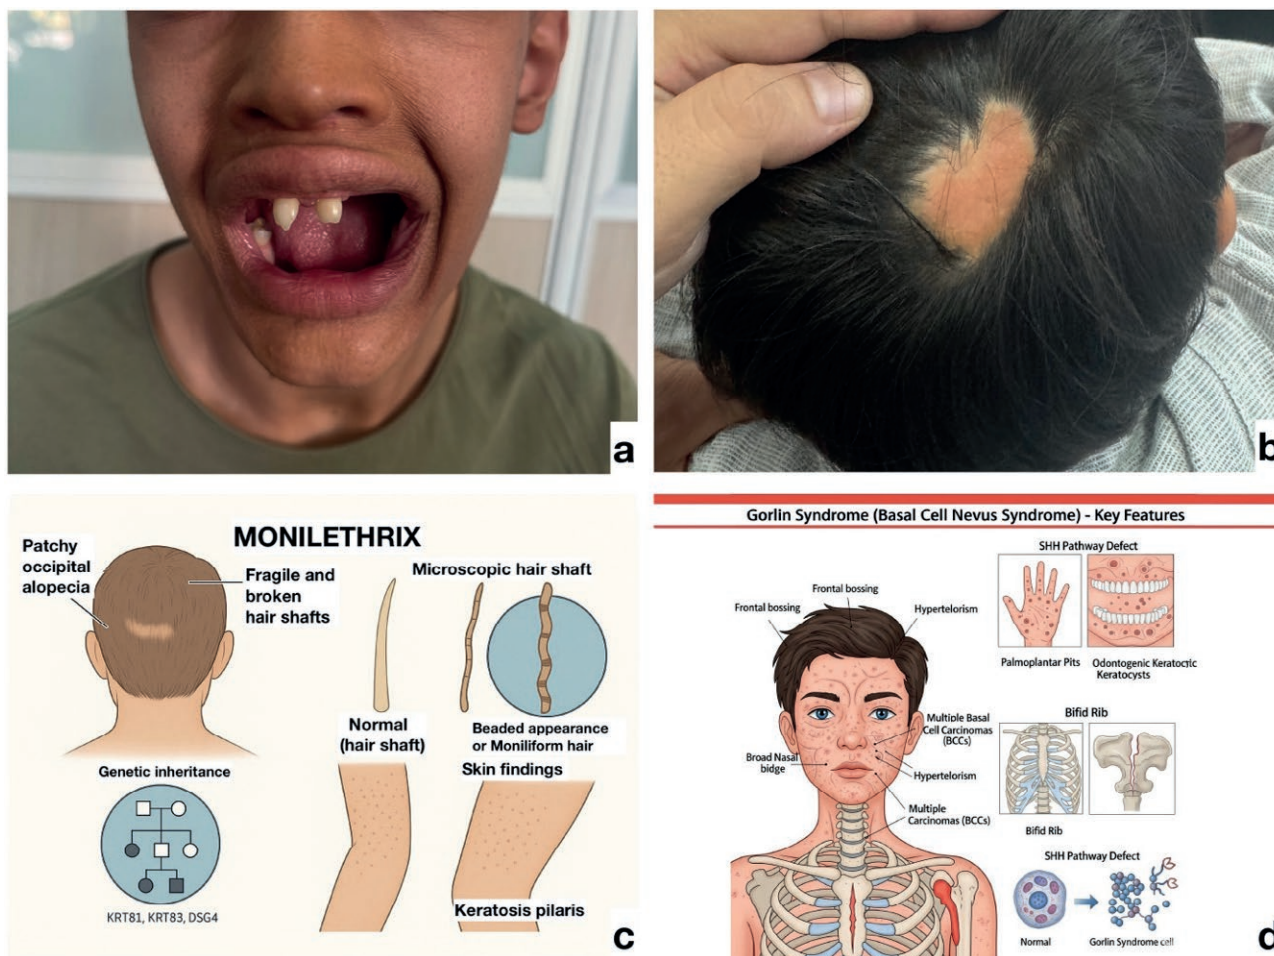 a
b
MONILETHRIX
Patchy
occipital
alopecia
Fragile and
broken
hair shafts
Microscopic hair shaft
Normal
(hair shaft)
Beaded appearance
or Moniliform hair
Genetic inheritance
KRT81, KRT83, DSG4
Skin findings
Keratosis pilaris
c
Gorlin Syndrome (Basal Cell Nevus Syndrome) - Key Features
SHH Pathway Defect
Frontal bossing
Frontal bossing
Hypertelorism
Palmoplantar Pits
Odontogenic Keratoctic
Keratocysts
Multiple Basal
Cell Carcinomas
(BCCs)
Broad Nasal
bidge
Hypertelorism
Multiple
Carcinomas (BCCs)
Bifid Rib
Bifid Rib
SHH Pathway Defect
Normal
Gorlin Syndrome cell
d